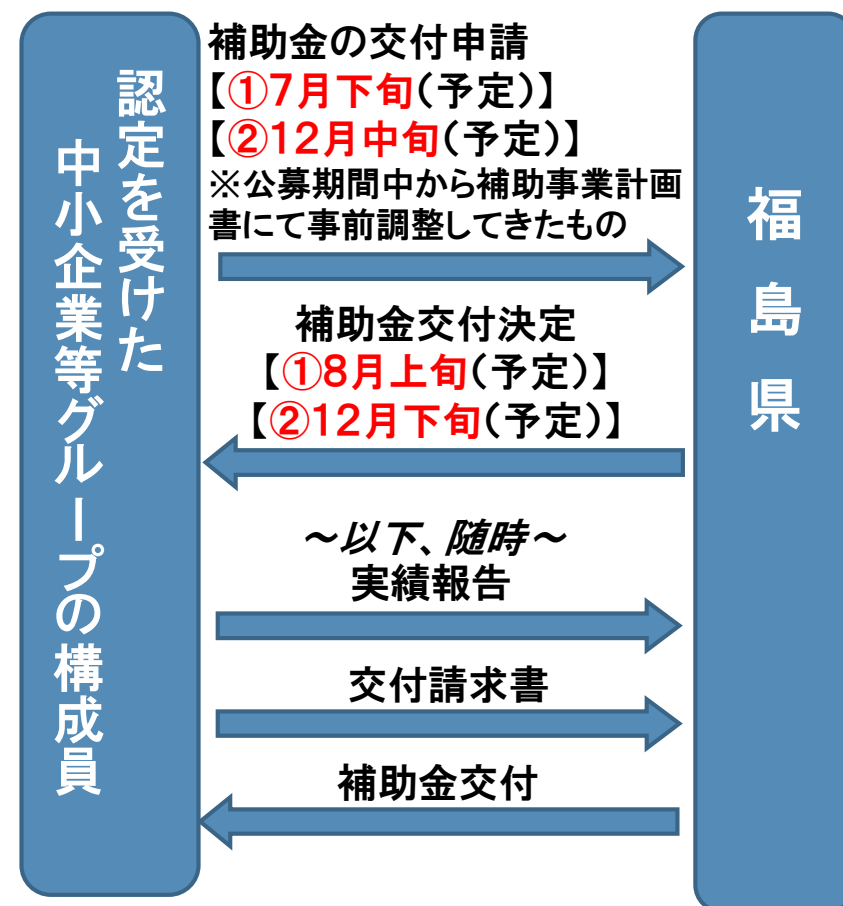 認定を受けた
中小企業等グループの構成員
補助金の交付申請
【①7月下旬(予定)】
【②12月中旬(予定)】
※公募期間中から補助事業計画
書にて事前調整してきたもの
補助金交付決定
【①8月上旬(予定)】
【②12月下旬(予定)】
～以下、随時～
実績報告
交付請求書
補助金交付
福島県